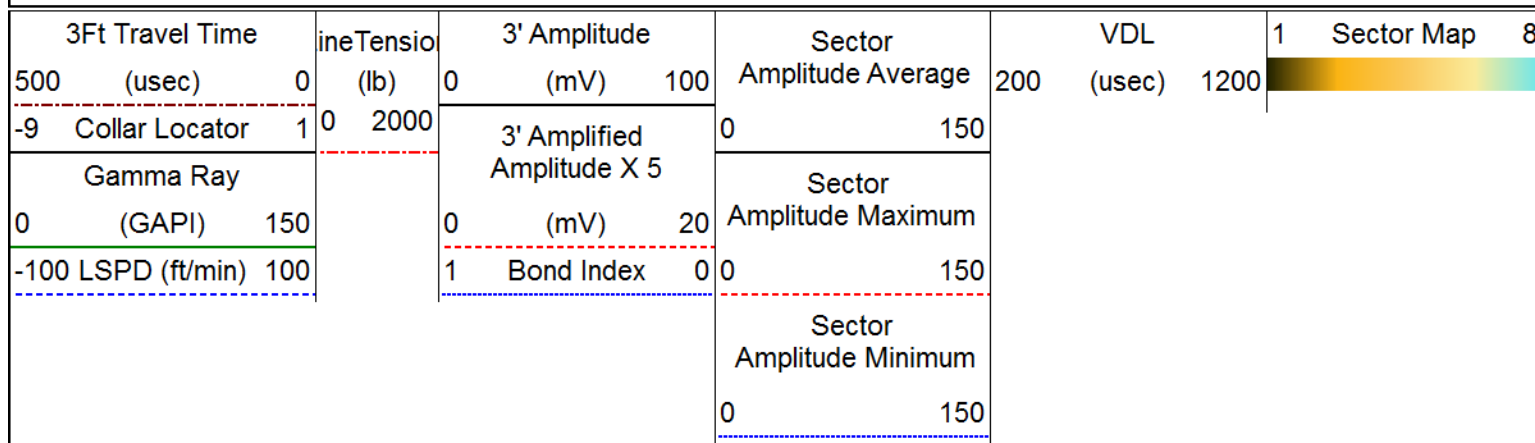 3Ft Travel Time
500 (usec) 0
-9 Collar Locator 1
Gamma Ray
0 (GAPI) 150
-100 LSPD (ft/min) 100
ineTension
(lb)
0 2000
3' Amplitude
0 (mV) 100
3' Amplified
Amplitude X 5
0 (mV) 20
1 Bond Index 0
Sector
Amplitude Average
0 150
Sector
Amplitude Maximum
0 150
Sector
Amplitude Minimum
0 150
VDL
200 (usec) 1200
1 Sector Map 8